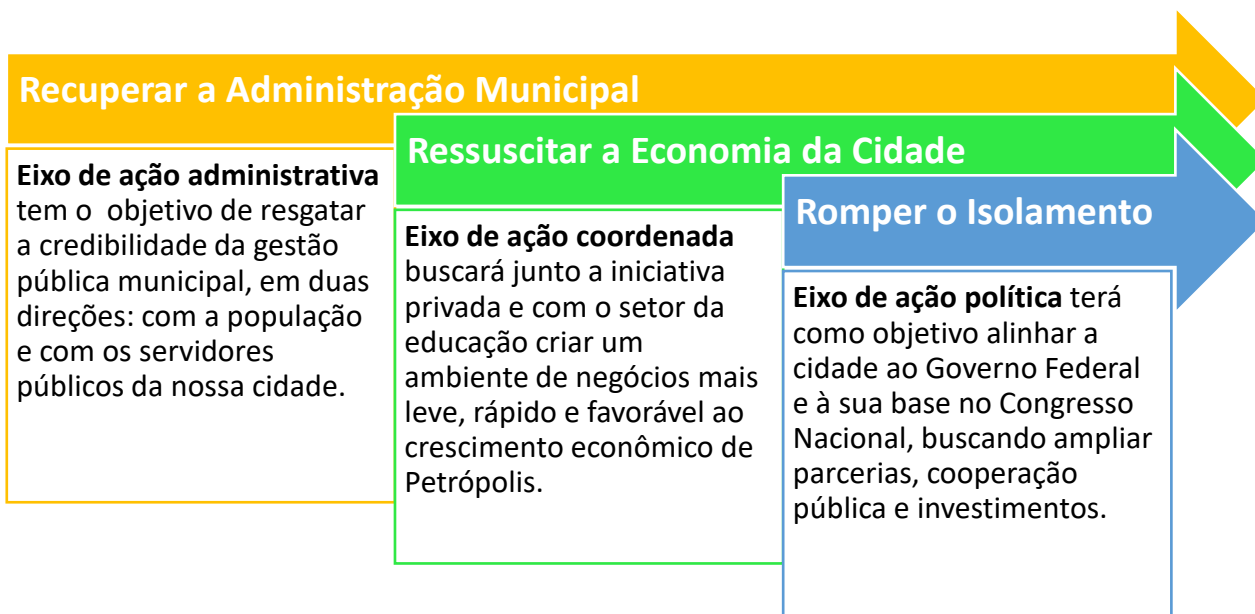 Recuperar a Administração Municipal
Eixo de ação administrativa
tem o  objetivo de resgatar
a credibilidade da gestão
pública municipal, em duas
direções: com a população
e com os servidores
públicos da nossa cidade.
Ressuscitar a Economia da Cidade
Eixo de ação coordenada
buscará junto a iniciativa
privada e com o setor da
educação criar um
ambiente de negócios mais
leve, rápido e favorável ao
crescimento econômico de
Petrópolis.
Romper o Isolamento
Eixo de ação política terá
como objetivo alinhar a
cidade ao Governo Federal
e à sua base no Congresso
Nacional, buscando ampliar
parcerias, cooperação
pública e investimentos.